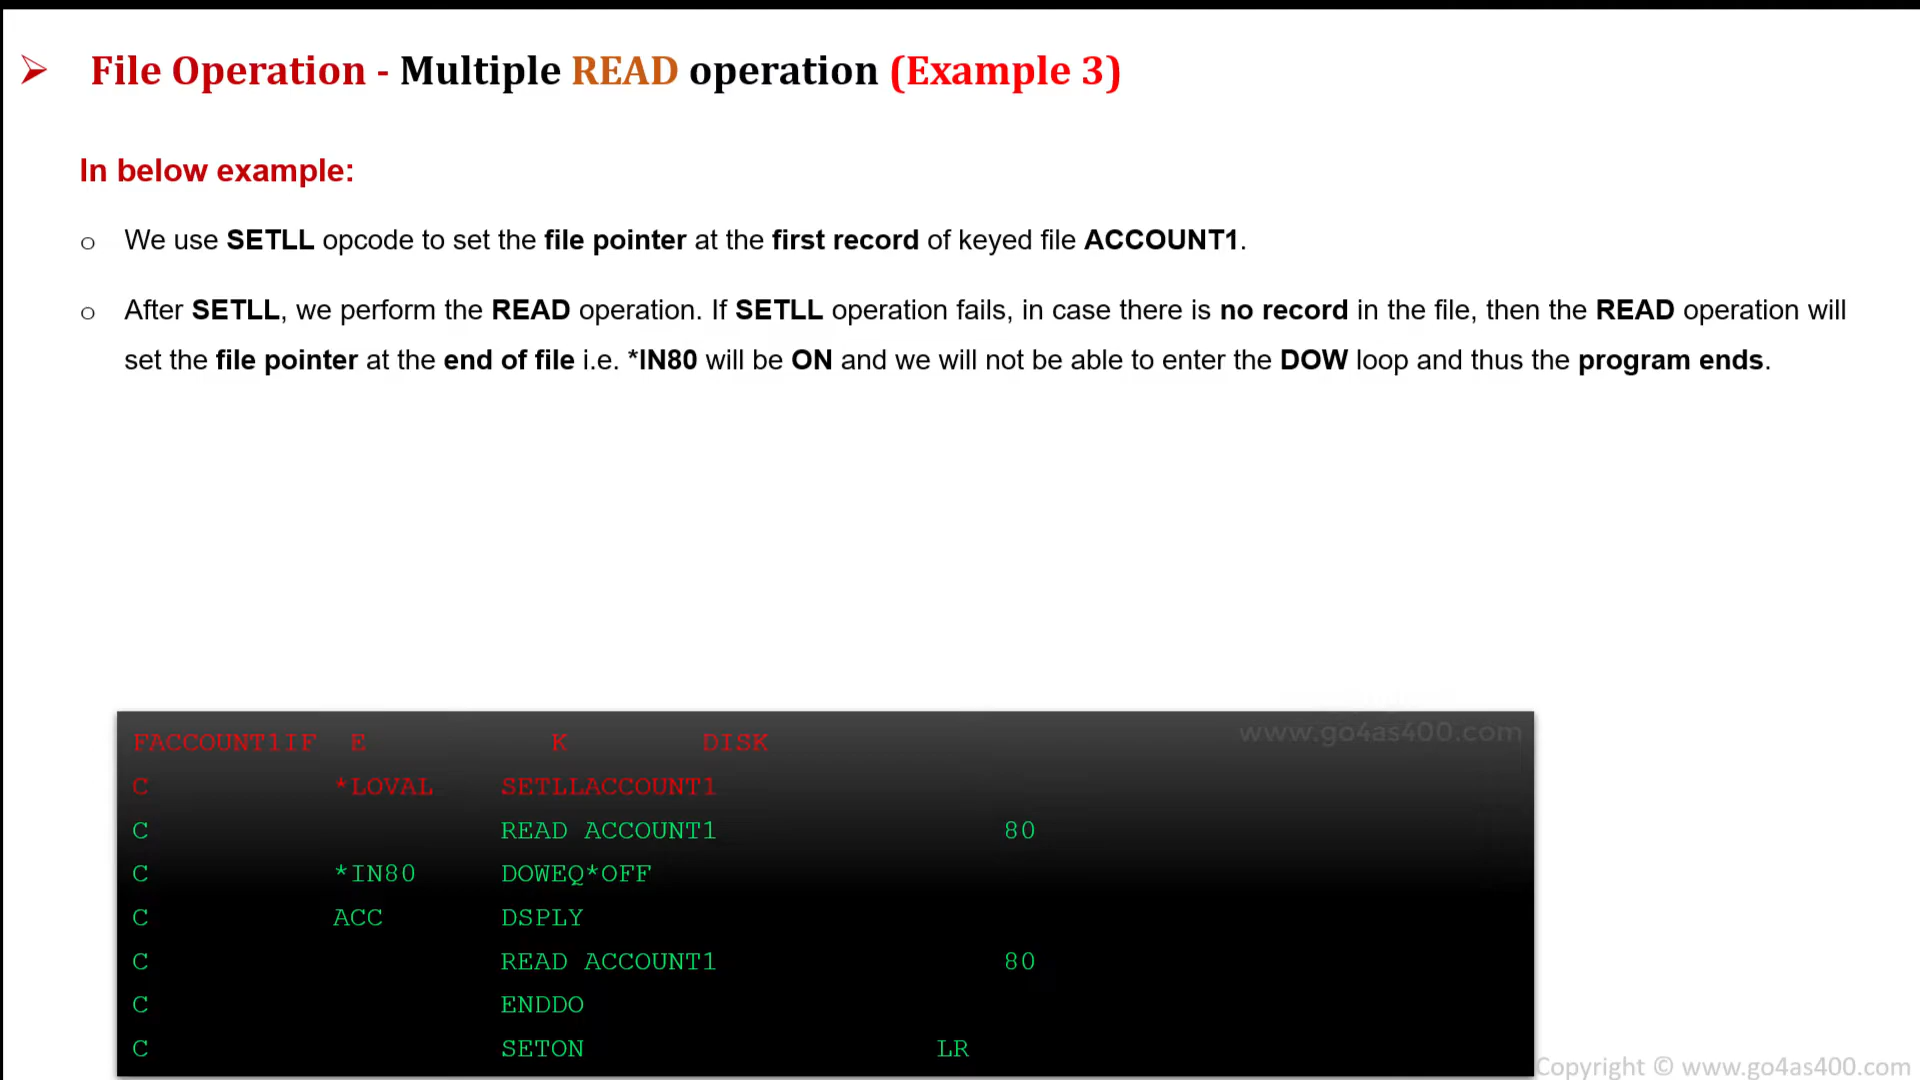 File Operation - Multiple READ operation (Example 3)
In below example:
We use SETLL opcode to set the file pointer at the first record of keyed file ACCOUNT1.
After SETLL, we perform the READ operation. If SETLL operation fails, in case there is no record in the file, then the READ operation will
set the file pointer at the end of file i.e. *IN80 will be ON and we will not be able to enter the DOW loop and thus the program ends.
www.go4as400.com
FACCOUNT1IF E K DISK
C *LOVAL SETLLACCOUNT1
C READ ACCOUNT1 80
C *IN80 DOWEQ*OFF
C ACC DSPLY
C READ ACCOUNT1 80
C ENDDO
C SETON LR
Copyright © www.go4as400.com